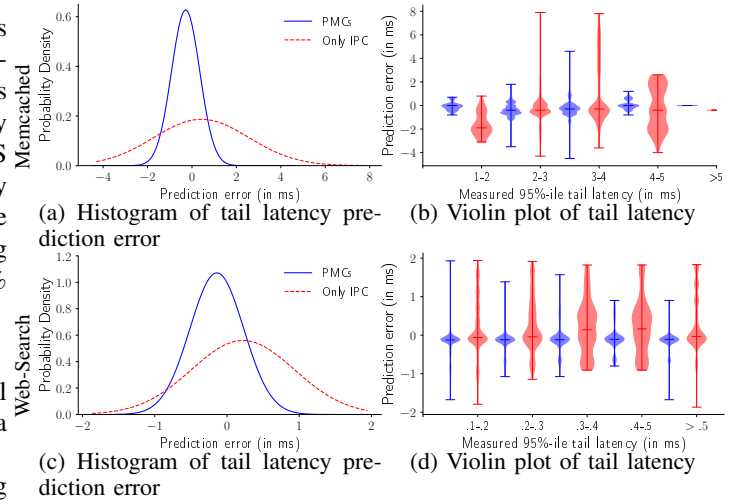 Memcached
Probability Density
0.6
0.4
0.2
0.0
PMCs
Only IPC
−4 −2 0 2 4 6 8
Prediction error (in ms)
(a) Histogram of tail latency pre-
diction error
Prediction error (in ms)
8
6
4
2
0
−2
−4
1-2 2-3 3-4 4-5 >5
Measured 95%-ile tail latency (in ms)
(b) Violin plot of tail latency
Web-Search
Probability Density
1.2
1.0
0.8
0.6
0.4
0.2
0.0
PMCs
Only IPC
−2 −1 0 1 2
Prediction error (in ms)
(c) Histogram of tail latency pre-
diction error
Prediction error (in ms)
2
1
0
−1
−2
.1-.2 .2-.3 .3-.4 .4-.5 > .5
Measured 95%-ile tail latency (in ms)
(d) Violin plot of tail latency